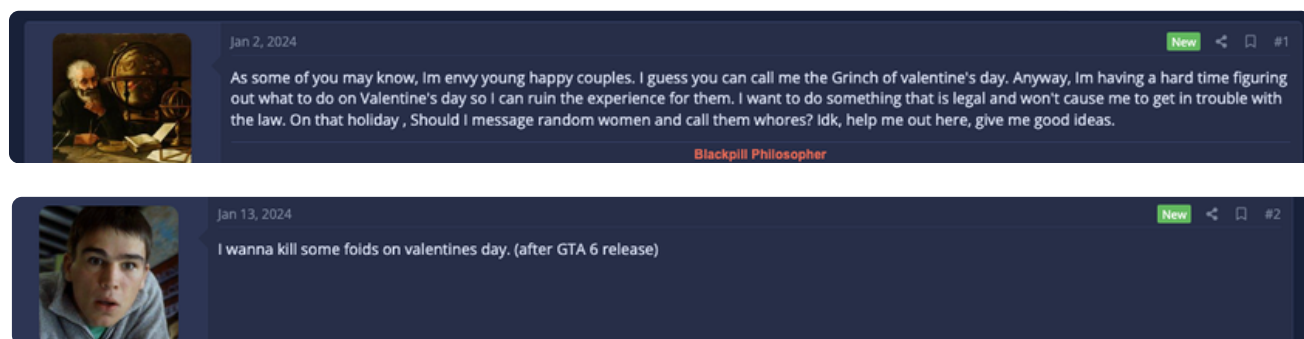 Jan 2, 2024
New
#1
As some of you may know, Im envy young happy couples. I guess you can call me the Grinch of valentine's day. Anyway, Im having a hard time figuring
out what to do on Valentine's day so I can ruin the experience for them. I want to do something that is legal and won't cause me to get in trouble with
the law. On that holiday , Should I message random women and call them whores? Idk, help me out here, give me good ideas.
Blackpill Philosopher
Jan 13, 2024
New
#2
I wanna kill some foids on valentines day. (after GTA 6 release)